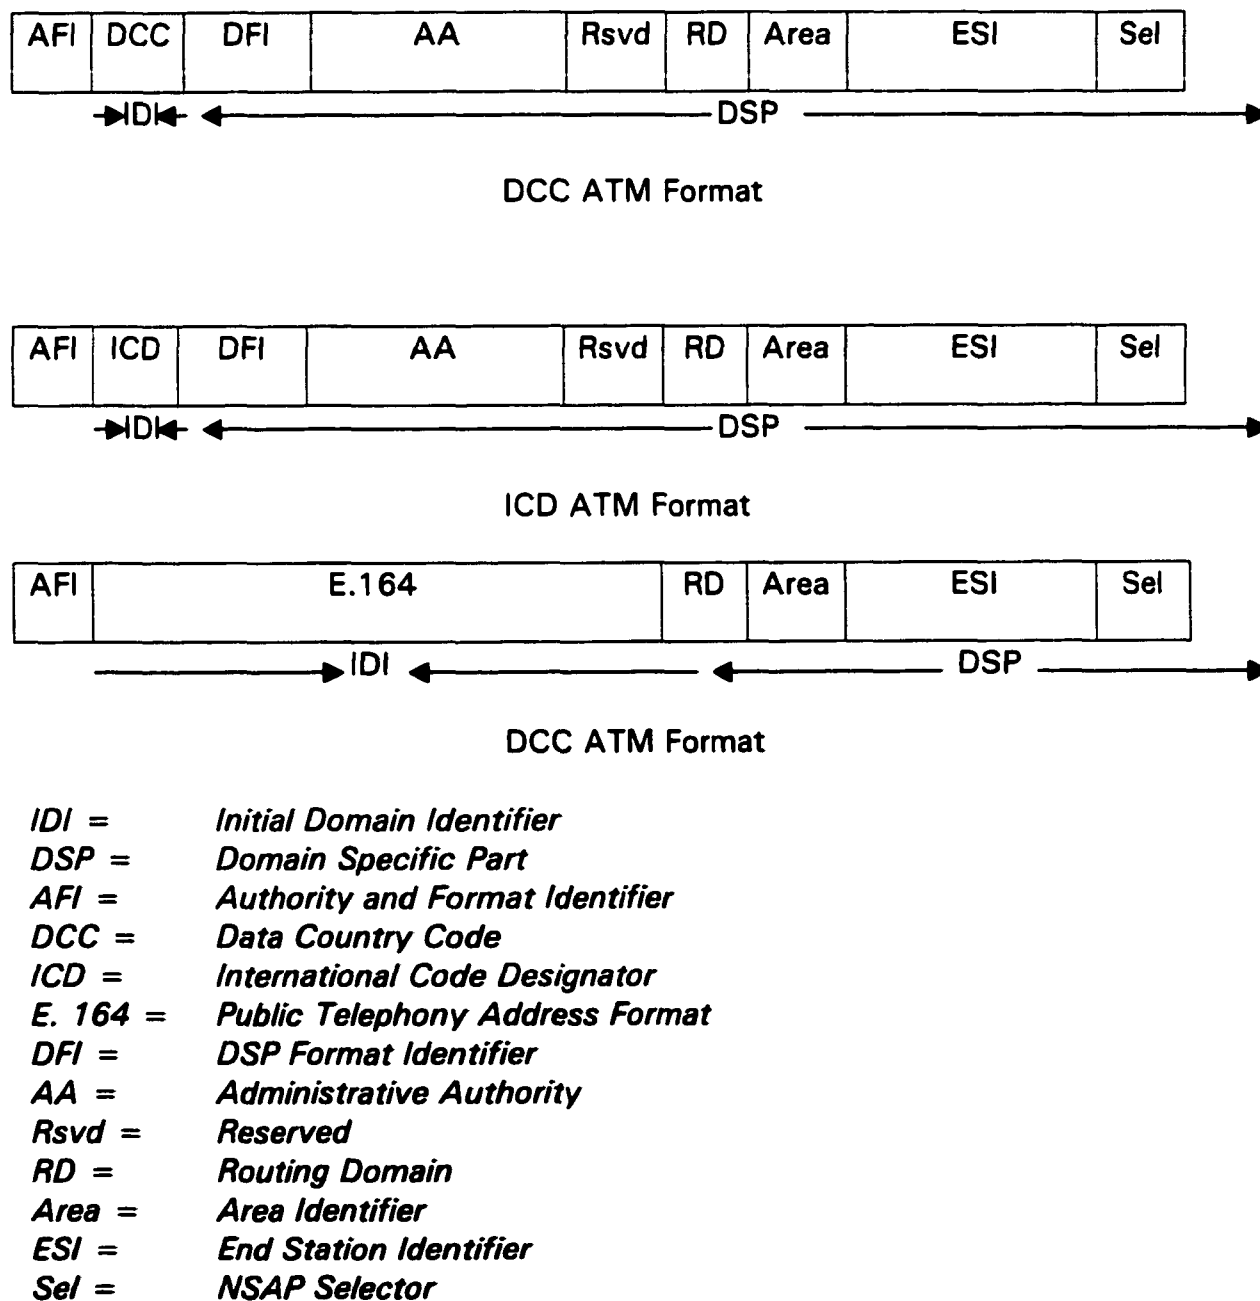 AFI DCC DFI AA Rsvd RD Area ESI Sel
IDI DSP
DCC ATM Format
AFI ICD DFI AA Rsvd RD Area ESI Sel
IDI DSP
ICD ATM Format
AFI E.164 RD Area ESI Sel
IDI DSP
DCC ATM Format
IDI = Initial Domain Identifier
DSP = Domain Specific Part
AFI = Authority and Format Identifier
DCC = Data Country Code
ICD = International Code Designator
E. 164 = Public Telephony Address Format
DFI = DSP Format Identifier
AA = Administrative Authority
Rsvd = Reserved
RD = Routing Domain
Area = Area Identifier
ESI = End Station Identifier
Sel = NSAP Selector